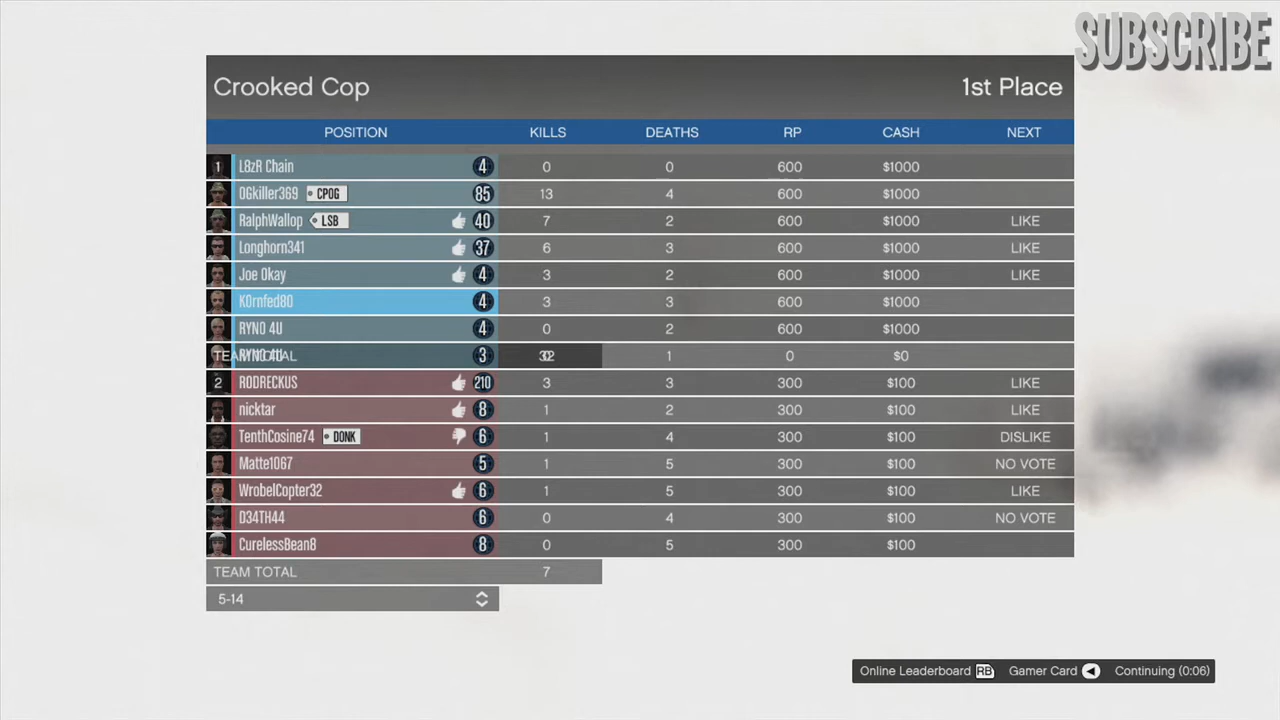 SUBSCRIBE
Crooked Cop 1st Place
POSITION KILLS DEATHS RP CASH NEXT
1 L8zR Chain 4 0 0 600 $1000
OGkiller369 CPOG 85 13 4 600 $1000
RalphWallop LSB 40 7 2 600 $1000 LIKE
Longhorn341 37 6 3 600 $1000 LIKE
Joe Okay 4 3 2 600 $1000 LIKE
K0rnfed80 4 3 3 600 $1000
RYNO 4U 4 0 2 600 $1000
RYNO 4U 3 1 0 $0
2 RODRECKUS 210 3 3 300 $100 LIKE
nicktar 8 1 2 300 $100 LIKE
TenthCosine74 DONK 6 1 4 300 $100 DISLIKE
Matte1067 5 1 5 300 $100 NO VOTE
WrobelCopter32 6 1 5 300 $100 LIKE
D34TH44 6 0 4 300 $100 NO VOTE
CurelessBean8 8 0 5 300 $100
TEAM TOTAL 7
5-14
Online Leaderboard RB Gamer Card Continuing (0:06)